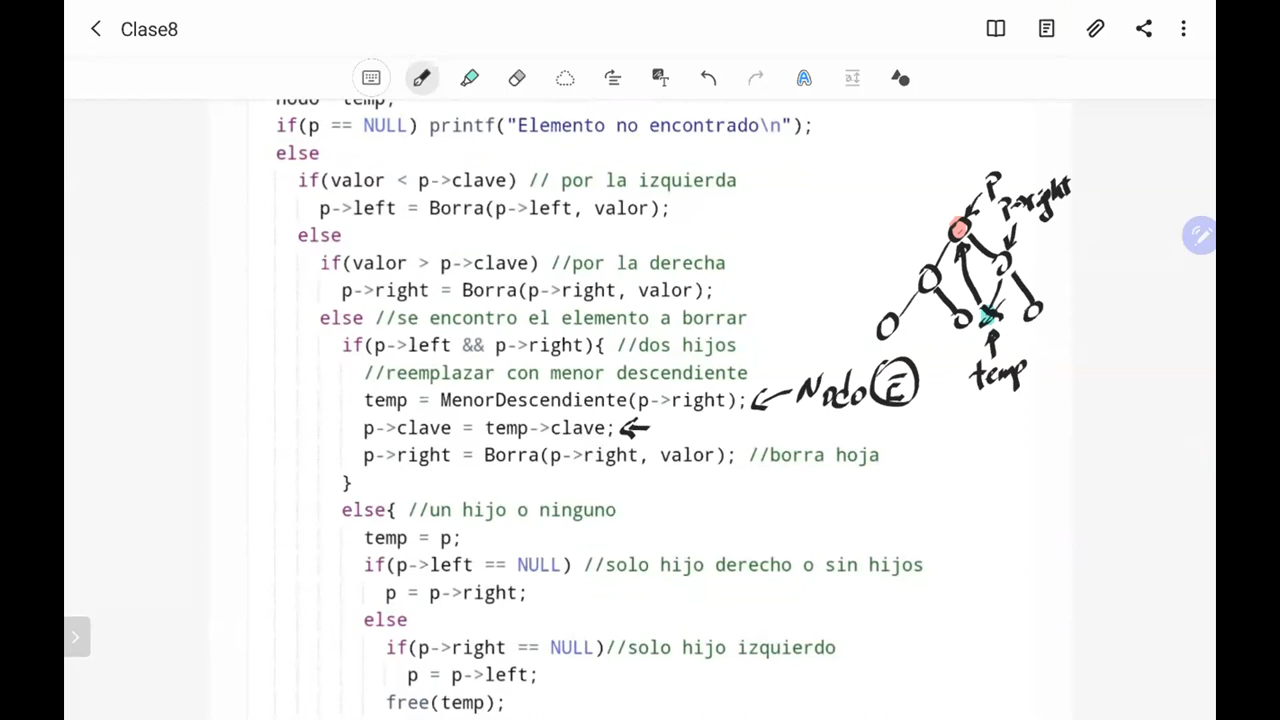 Clase8
nodo *temp;
if(p == NULL) printf("Elemento no encontrado\n");
else
if(valor < p->clave) // por la izquierda
p->left = Borra(p->left, valor);
else
if(valor > p->clave) //por la derecha
p->right = Borra(p->right, valor);
else //se encontro el elemento a borrar
if(p->left && p->right){ //dos hijos
//reemplazar con menor descendiente
temp = MenorDescendiente(p->right);
p->clave = temp->clave;
p->right = Borra(p->right, valor); //borra hoja
}
else{ //un hijo o ninguno
temp = p;
if(p->left == NULL) //solo hijo derecho o sin hijos
p = p->right;
else
if(p->right == NULL)//solo hijo izquierdo
p = p->left;
free(temp);
P
p->right
temp
Nodo E